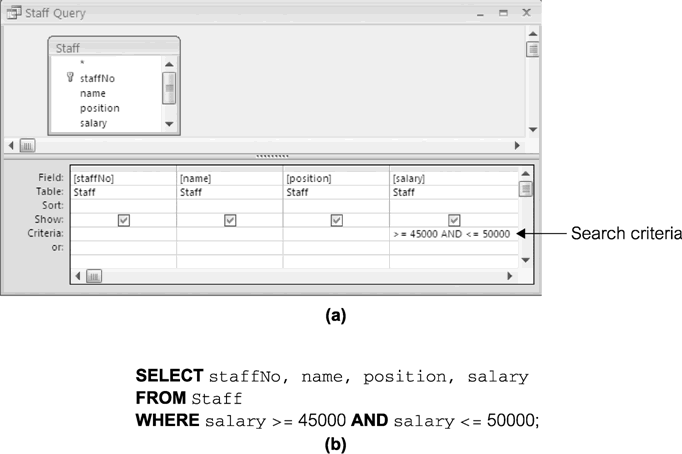 Staff Query
Staff
*
staffNo
name
position
salary
Field: [staffNo] [name] [position] [salary]
Table: Staff Staff Staff Staff
Sort:
Show:
Criteria: > = 45000 AND < = 50000 Search criteria
or:
(a)
SELECT staffNo, name, position, salary
FROM Staff
WHERE salary >= 45000 AND salary <= 50000;
(b)